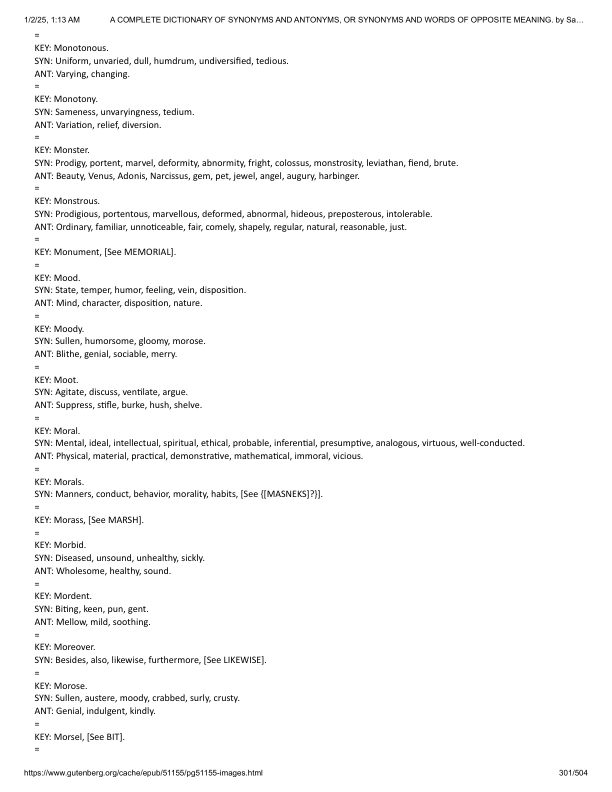 1/2/25, 1:13 AM A COMPLETE DICTIONARY OF SYNONYMS AND ANTONYMS, OR SYNONYMS AND WORDS OF OPPOSITE MEANING. by Sa…
=
KEY: Monotonous.
SYN: Uniform, unvaried, dull, humdrum, undiversified, tedious.
ANT: Varying, changing.
=
KEY: Monotony.
SYN: Sameness, unvaryingness, tedium.
ANT: Variation, relief, diversion.
=
KEY: Monster.
SYN: Prodigy, portent, marvel, deformity, abnormity, fright, colossus, monstrosity, leviathan, fiend, brute.
ANT: Beauty, Venus, Adonis, Narcissus, gem, pet, jewel, angel, augury, harbinger.
=
KEY: Monstrous.
SYN: Prodigious, portentous, marvellous, deformed, abnormal, hideous, preposterous, intolerable.
ANT: Ordinary, familiar, unnoticeable, fair, comely, shapely, regular, natural, reasonable, just.
=
KEY: Monument, [See MEMORIAL].
=
KEY: Mood.
SYN: State, temper, humor, feeling, vein, disposition.
ANT: Mind, character, disposition, nature.
=
KEY: Moody.
SYN: Sullen, humorsome, gloomy, morose.
ANT: Blithe, genial, sociable, merry.
=
KEY: Moot.
SYN: Agitate, discuss, ventilate, argue.
ANT: Suppress, stifle, burke, hush, shelve.
=
KEY: Moral.
SYN: Mental, ideal, intellectual, spiritual, ethical, probable, inferential, presumptive, analogous, virtuous, well-conducted.
ANT: Physical, material, practical, demonstrative, mathematical, immoral, vicious.
=
KEY: Morals.
SYN: Manners, conduct, behavior, morality, habits, [See {[MASNEKS]?}].
=
KEY: Morass, [See MARSH].
=
KEY: Morbid.
SYN: Diseased, unsound, unhealthy, sickly.
ANT: Wholesome, healthy, sound.
=
KEY: Mordent.
SYN: Biting, keen, pun, gent.
ANT: Mellow, mild, soothing.
=
KEY: Moreover.
SYN: Besides, also, likewise, furthermore, [See LIKEWISE].
=
KEY: Morose.
SYN: Sullen, austere, moody, crabbed, surly, crusty.
ANT: Genial, indulgent, kindly.
=
KEY: Morsel, [See BIT].
=
https://www.gutenberg.org/cache/epub/51155/pg51155-images.html 301/504